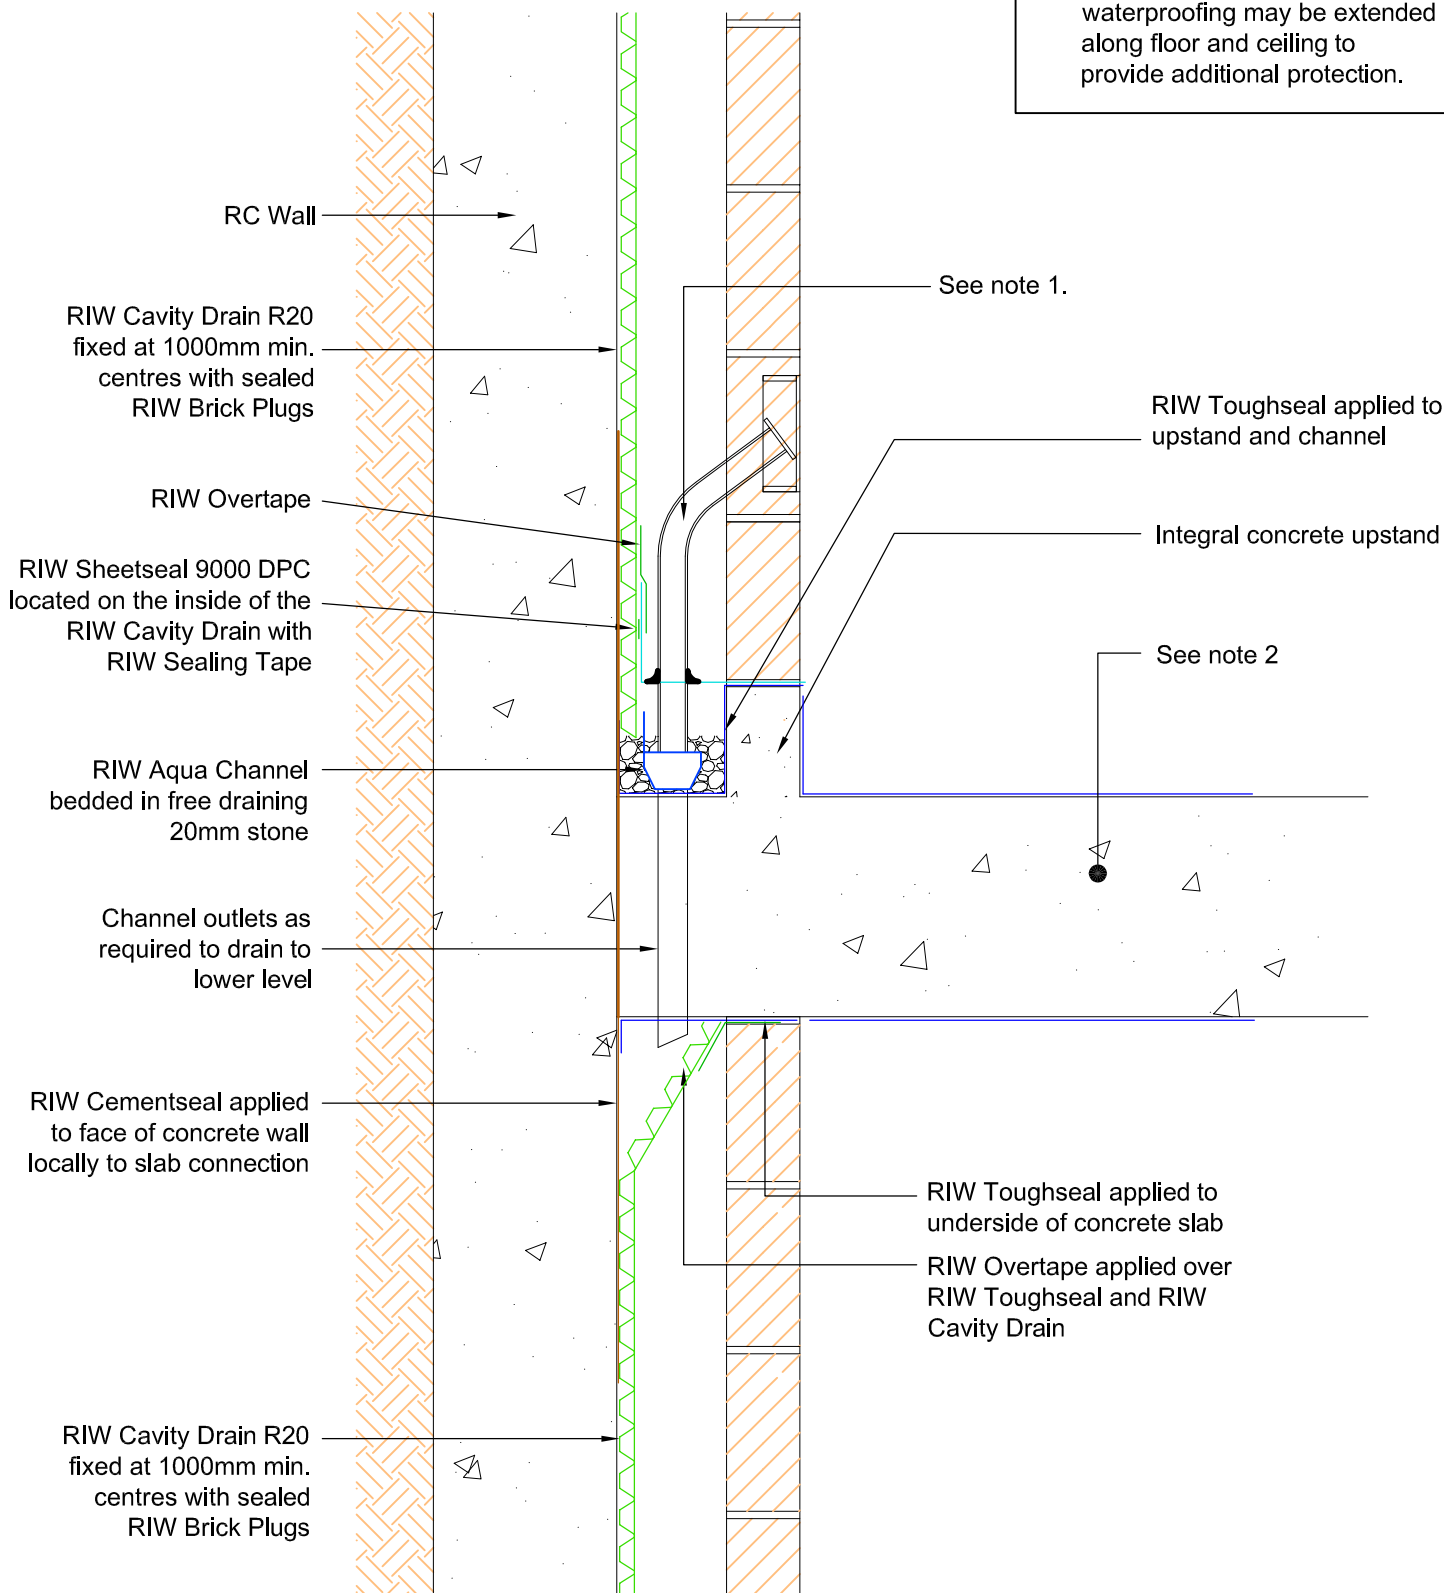 waterproofing may be extended
along floor and ceiling to
provide additional protection.
RC Wall
See note 1.
RIW Cavity Drain R20
fixed at 1000mm min.
centres with sealed
RIW Brick Plugs
RIW Toughseal applied to
upstand and channel
RIW Overtape
Integral concrete upstand
RIW Sheetseal 9000 DPC
located on the inside of the
RIW Cavity Drain with
RIW Sealing Tape
See note 2
RIW Aqua Channel
bedded in free draining
20mm stone
Channel outlets as
required to drain to
lower level
RIW Cementseal applied
to face of concrete wall
locally to slab connection
RIW Toughseal applied to
underside of concrete slab
RIW Overtape applied over
RIW Toughseal and RIW
Cavity Drain
RIW Cavity Drain R20
fixed at 1000mm min.
centres with sealed
RIW Brick Plugs